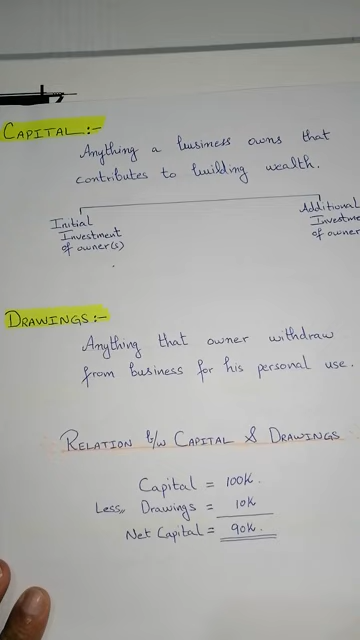 CAPITAL:-
Anything a business owns that
contributes to building wealth.
Initial
Investment
of owner(s)
Additional
Investme
of owner
DRAWINGS:-
Anything that owner withdraw
from business for his personal use.
RELATION b/w CAPITAL & DRAWINGS
Capital = 100K.
Less,, Drawings = 10K
Net Capital = 90K.